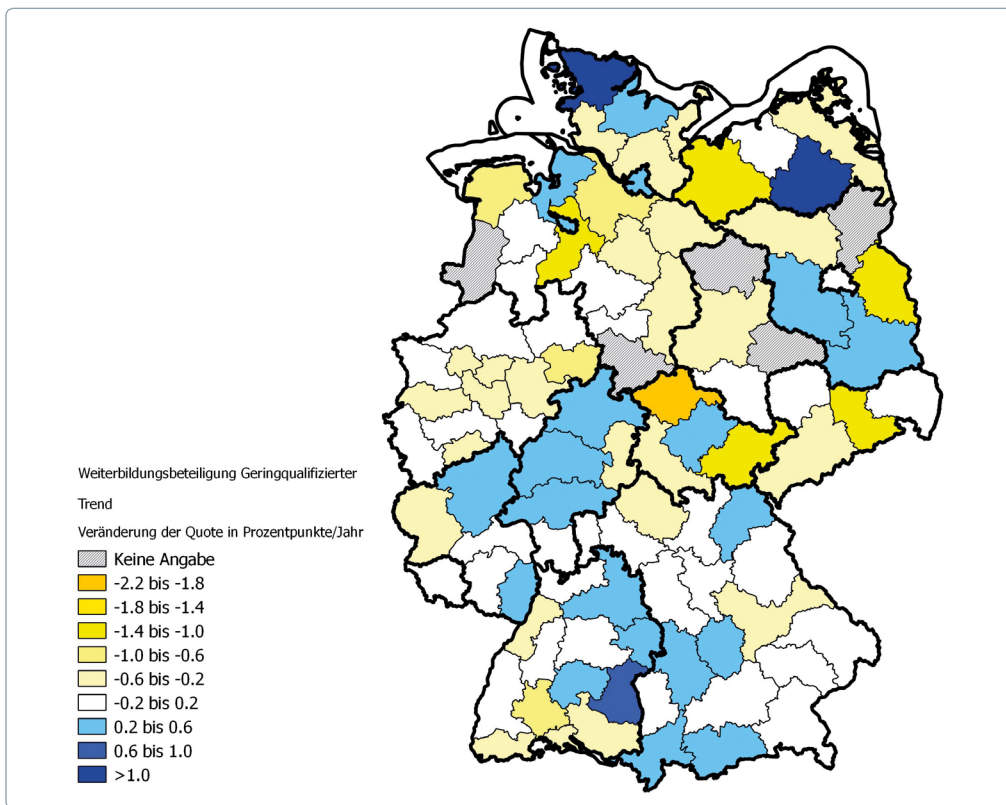 Weiterbildungsbeteiligung Geringqualifizierter
Trend
Veränderung der Quote in Prozentpunkte/Jahr
Keine Angabe
-2.2 bis -1.8
-1.8 bis -1.4
-1.4 bis -1.0
-1.0 bis -0.6
-0.6 bis -0.2
-0.2 bis 0.2
0.2 bis 0.6
0.6 bis 1.0
>1.0